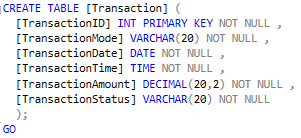 CREATE TABLE [Transaction] (
[TransactionID] INT PRIMARY KEY NOT NULL ,
[TransactionMode] VARCHAR(20) NOT NULL ,
[TransactionDate] DATE NOT NULL ,
[TransactionTime] TIME NOT NULL ,
[TransactionAmount] DECIMAL(20,2) NOT NULL ,
[TransactionStatus] VARCHAR(20) NOT NULL
);
GO